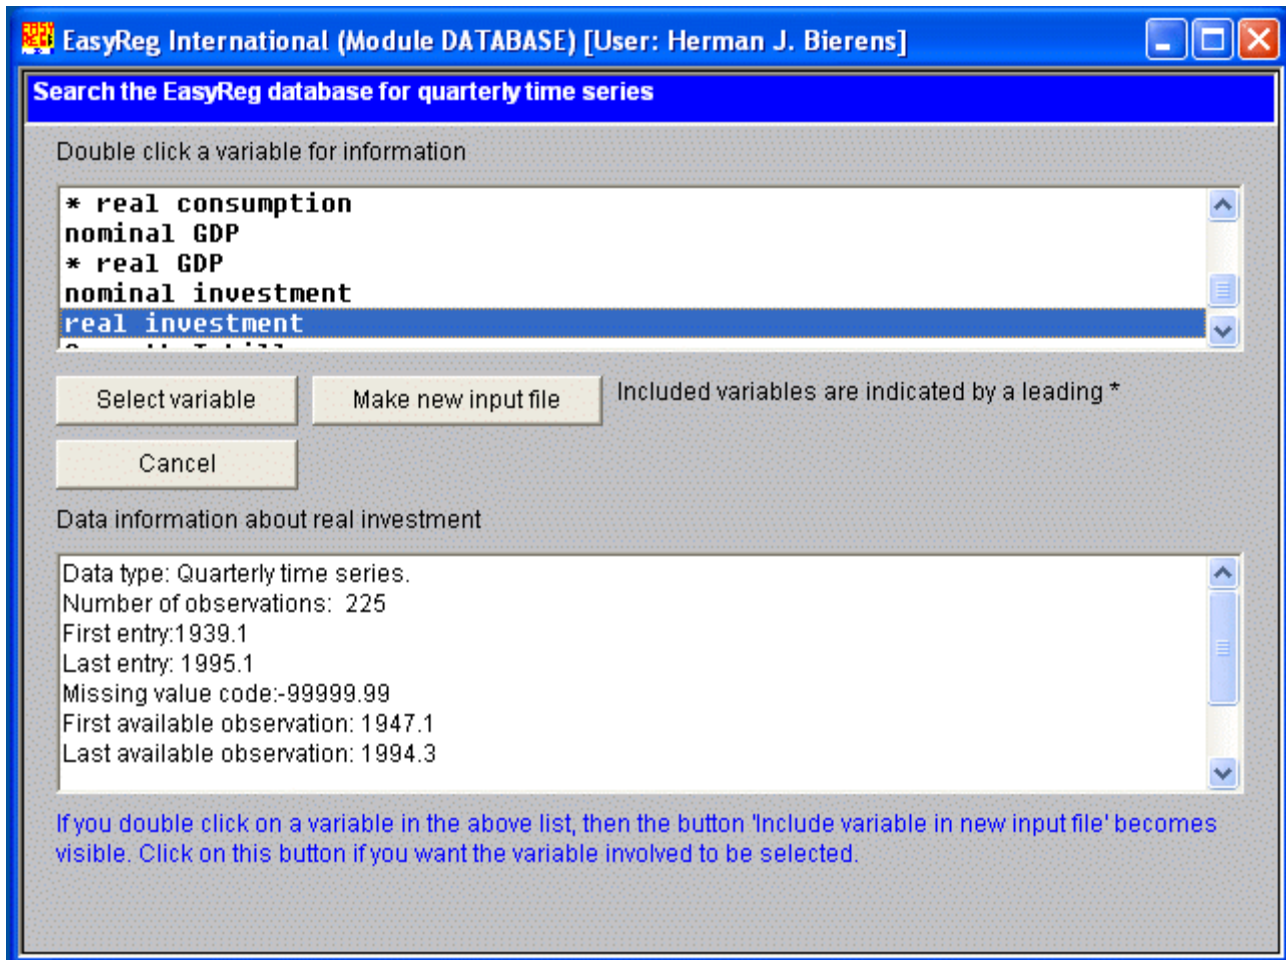 EasyReg International (Module DATABASE) [User: Herman J. Bierens]
Search the EasyReg database for quarterly time series
Double click a variable for information
* real consumption
nominal GDP
* real GDP
nominal investment
real investment
Select variable
Make new input file
Included variables are indicated by a leading *
Cancel
Data information about real investment
Data type: Quarterly time series.
Number of observations:  225
First entry:1939.1
Last entry: 1995.1
Missing value code:-99999.99
First available observation: 1947.1
Last available observation: 1994.3
If you double click on a variable in the above list, then the button 'Include variable in new input file' becomes
visible. Click on this button if you want the variable involved to be selected.